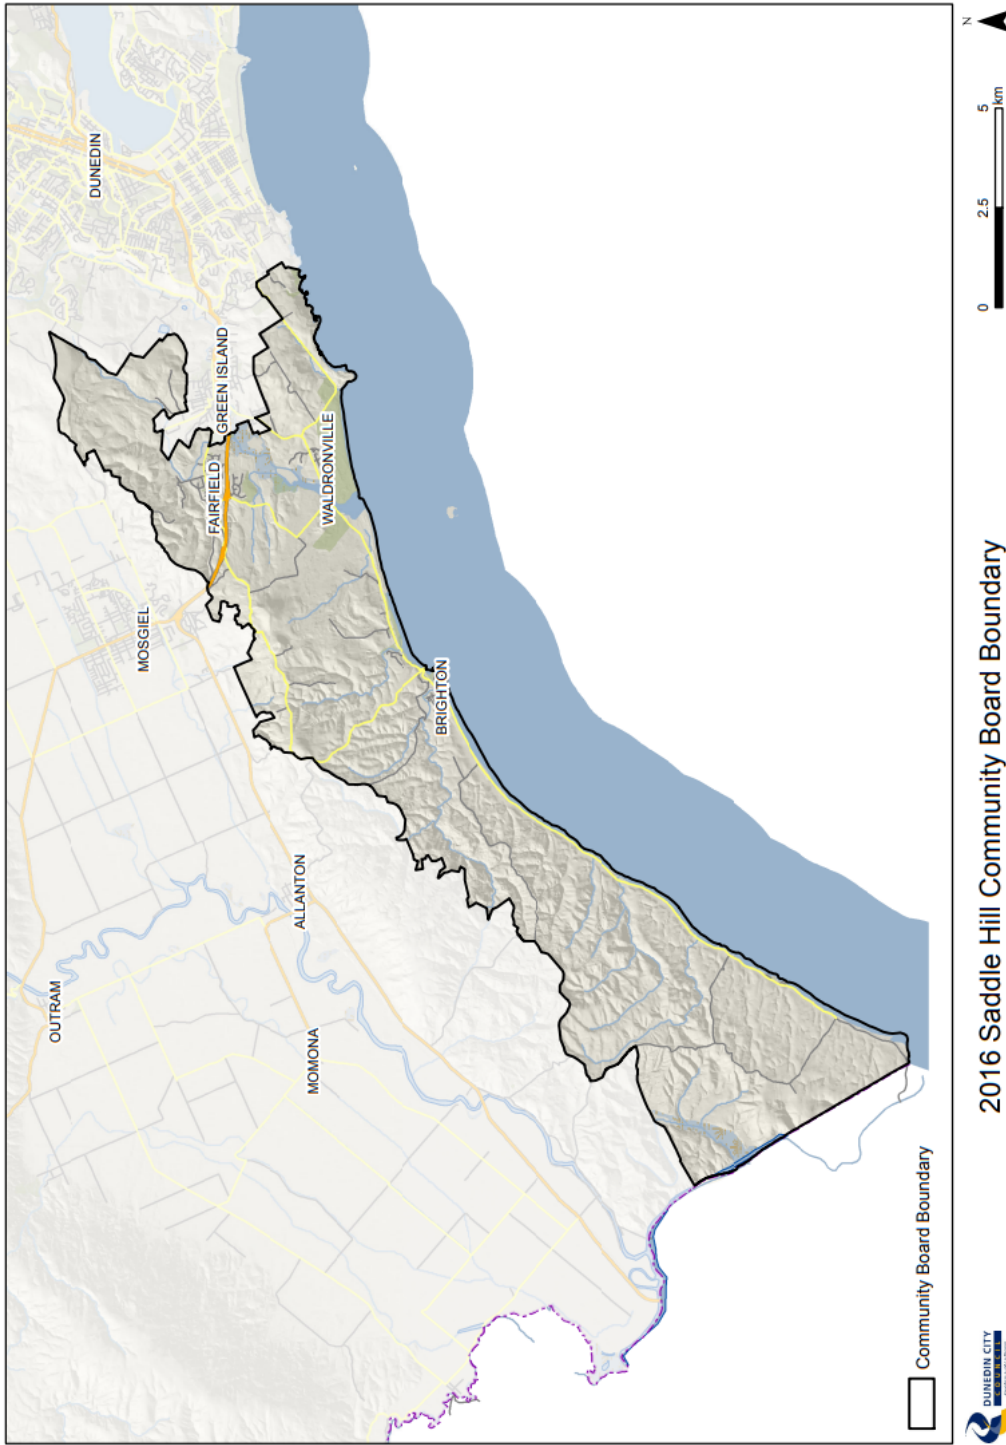 DUNEDIN
GREEN ISLAND
FAIRFIELD
WALDRONVILLE
MOSGIEL
BRIGHTON
ALLANTON
OUTRAM
MOMONA
Community Board Boundary
2016 Saddle Hill Community Board Boundary
0 2.5 5
km
N
DUNEDIN CITY
COUNCIL